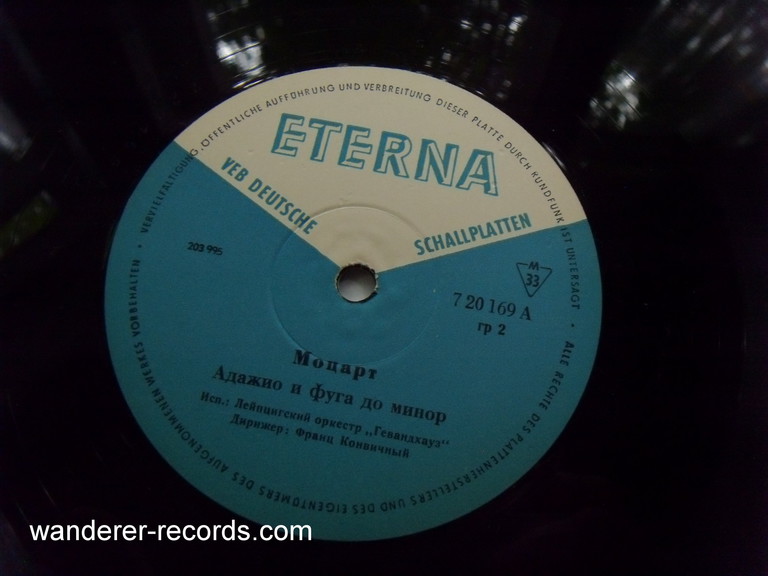 ETERNA
VEB DEUTSCHE
SCHALLPLATTEN
203 995
M
33
7 20 169 A
гр 2
Моцарт
Адажио и фуга до минор
Исп.: Лейпцигский оркестр „Гевандхауз“
Дирижер: Франц Конвичный
ALLE RECHTE DES PLATTENHERSTELLERS UND DES EIGENTÜMERS DES AUFGENOMMENEN WERKES VORBEHALTEN • VERVIELFÄLTIGUNG, ÖFFENTLICHE AUFFÜHRUNG UND VERBREITUNG DIESER PLATTE DURCH RUNDFUNK IST UNTERSAGT •
wanderer-records.com